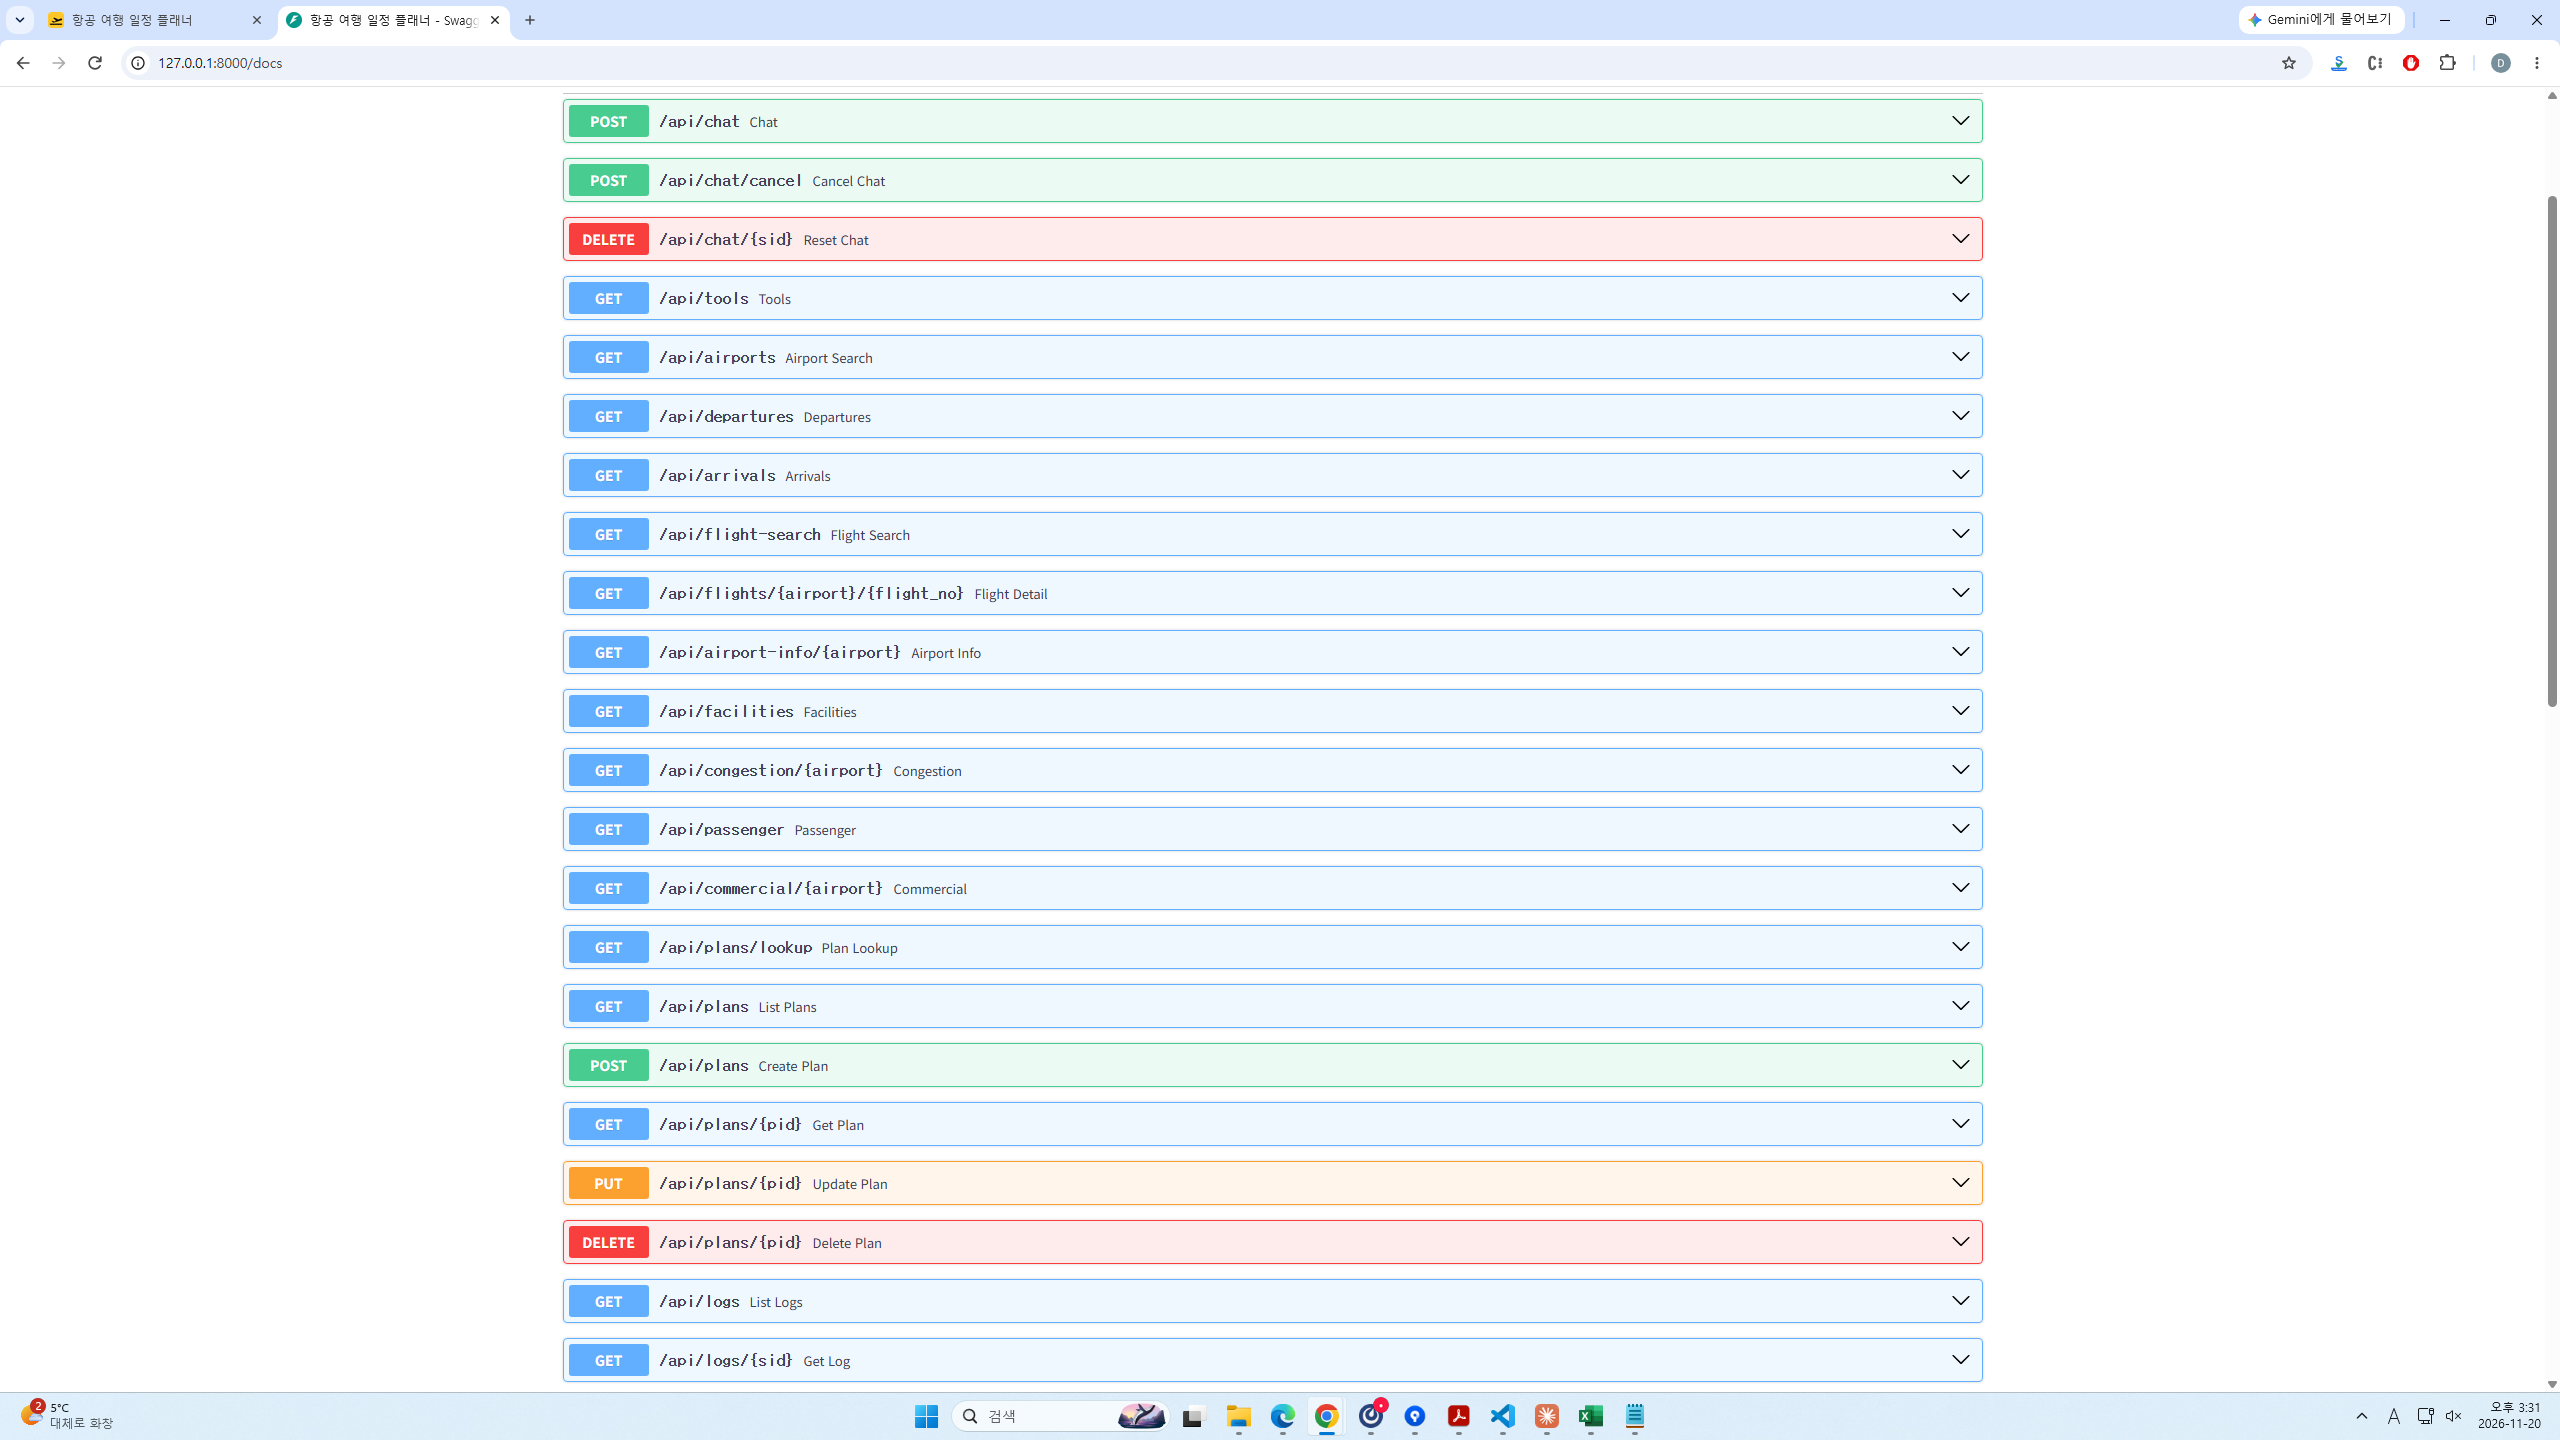 항공 여행 일정 플래너
항공 여행 일정 플래너 - Swagg
Gemini에게 물어보기
127.0.0.1:8000/docs
D
POST /api/chat Chat
POST /api/chat/cancel Cancel Chat
DELETE /api/chat/{sid} Reset Chat
GET /api/tools Tools
GET /api/airports Airport Search
GET /api/departures Departures
GET /api/arrivals Arrivals
GET /api/flight-search Flight Search
GET /api/flights/{airport}/{flight_no} Flight Detail
GET /api/airport-info/{airport} Airport Info
GET /api/facilities Facilities
GET /api/congestion/{airport} Congestion
GET /api/passenger Passenger
GET /api/commercial/{airport} Commercial
GET /api/plans/lookup Plan Lookup
GET /api/plans List Plans
POST /api/plans Create Plan
GET /api/plans/{pid} Get Plan
PUT /api/plans/{pid} Update Plan
DELETE /api/plans/{pid} Delete Plan
GET /api/logs List Logs
GET /api/logs/{sid} Get Log
2
5°C
대체로 화창
검색
A
오후 3:31
2026-11-20